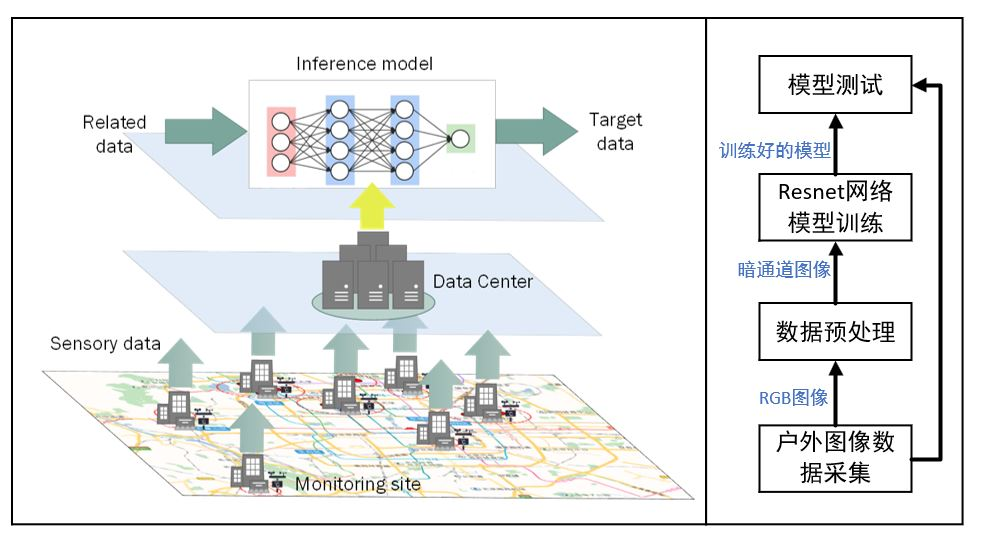 Inference model
Related
data
Target
data
Data Center
Sensory data
Monitoring site
模型测试
训练好的模型
Resnet网络
模型训练
暗通道图像
数据预处理
RGB图像
户外图像数
据采集